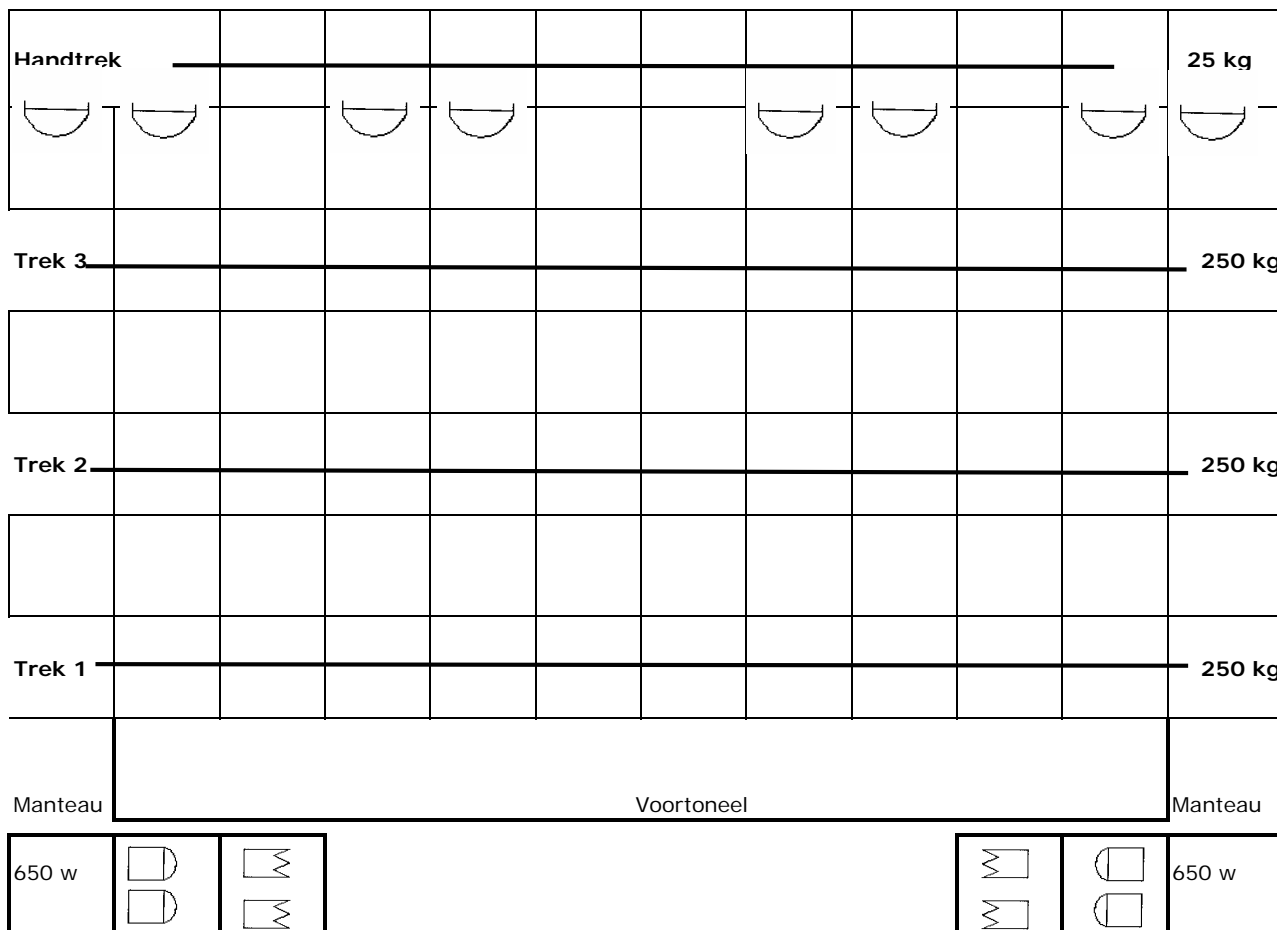 Handtrek 25 kg
Trek 3 250 kg
Trek 2 250 kg
Trek 1 250 kg
Manteau Voortoneel Manteau
650 w 650 w